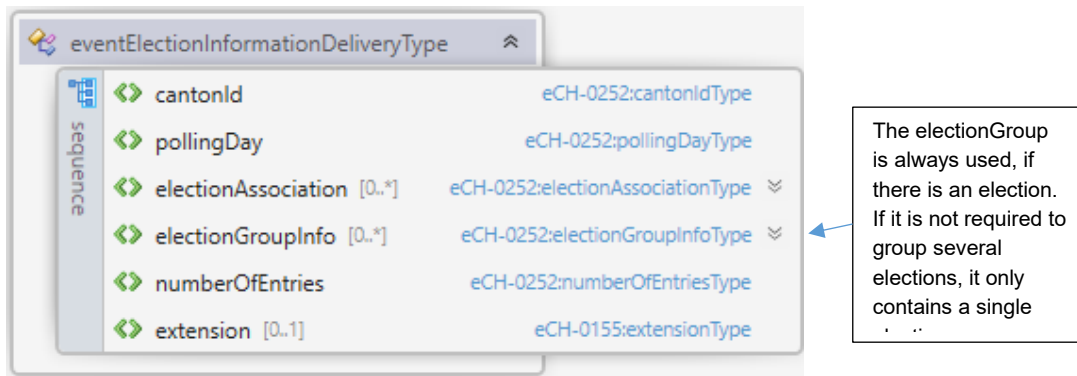 eventElectionInformationDeliveryType
sequence
cantonId eCH-0252:cantonIdType
pollingDay eCH-0252:pollingDayType
electionAssociation [0..*] eCH-0252:electionAssociationType
electionGroupInfo [0..*] eCH-0252:electionGroupInfoType
numberOfEntries eCH-0252:numberOfEntriesType
extension [0..1] eCH-0155:extensionType
The electionGroup
is always used, if
there is an election.
If it is not required to
group several
elections, it only
contains a single